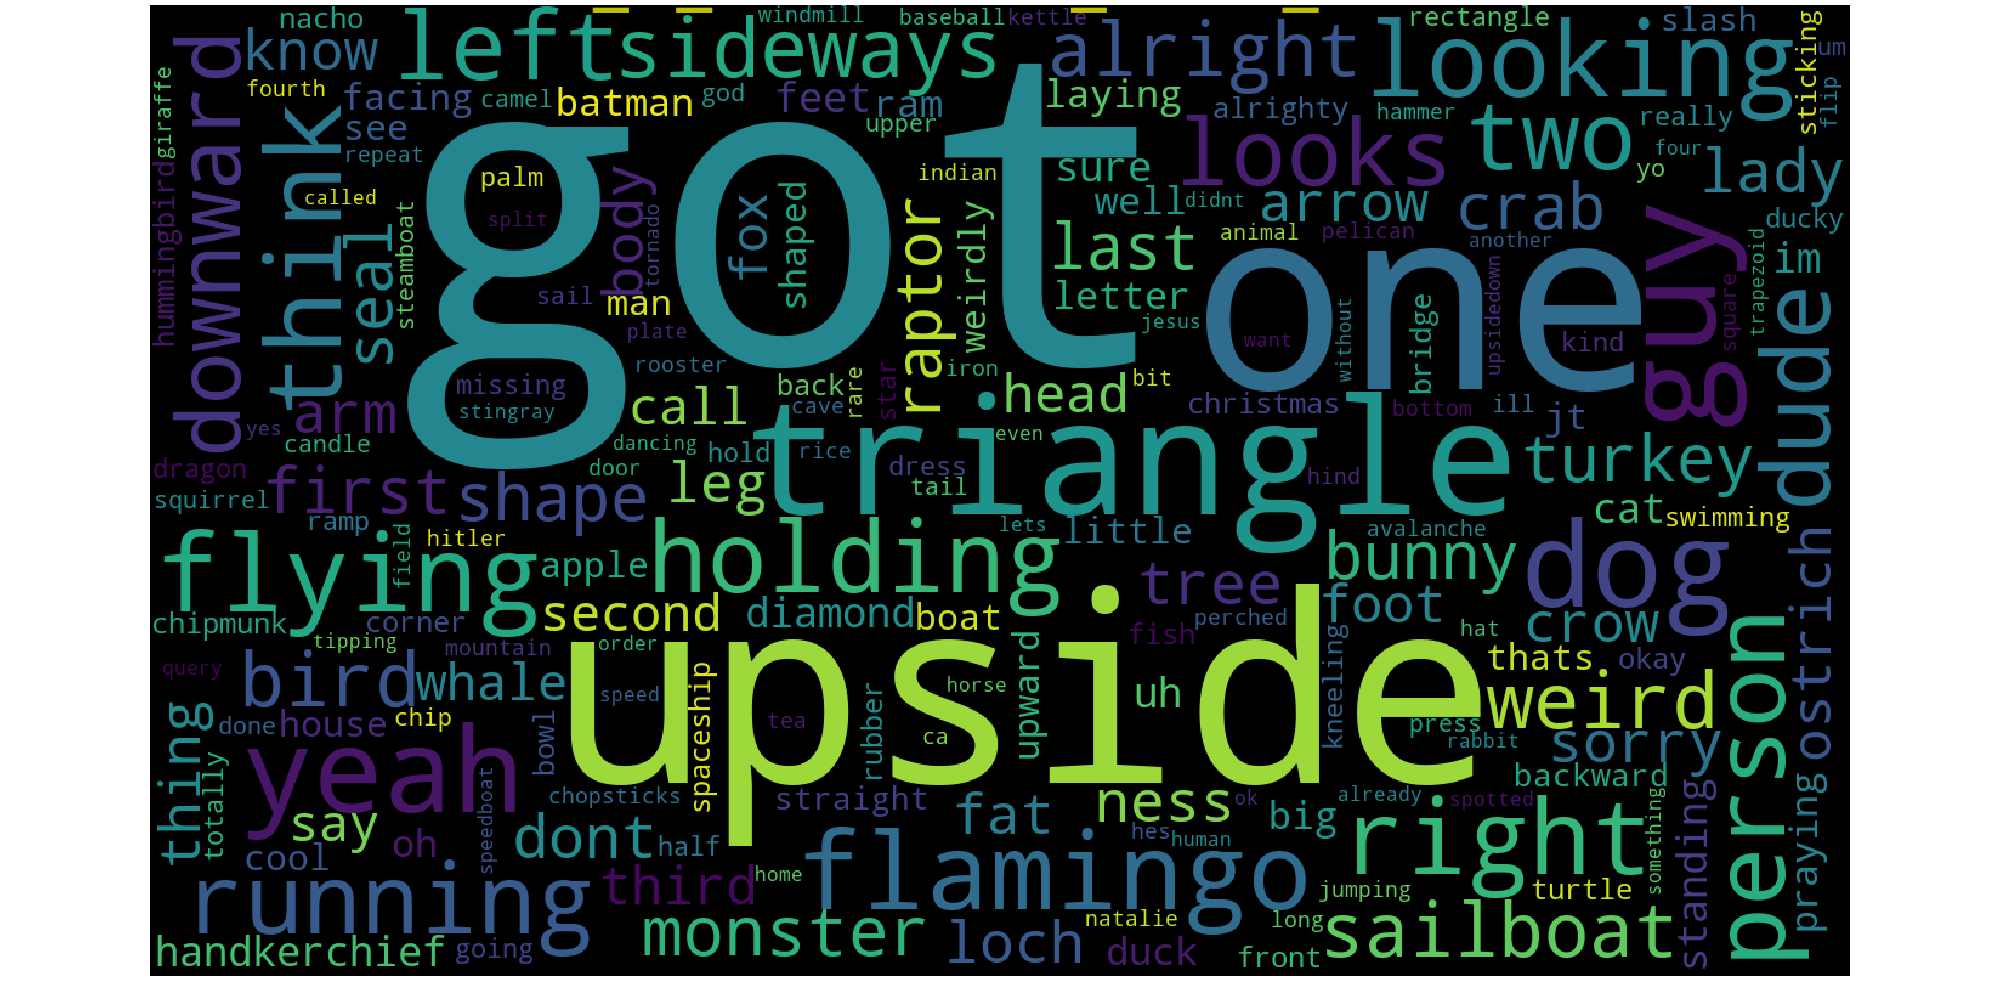 nacho
windmill
baseball
kettle
rectangle
slash
um
know
left
sideways
alright
looking
sticking
flip
downward
think
fourth
facing
camel
batman
god
feet
ram
laying
alrighty
hammer
really
giraffe
see
upper
repeat
got
looks
two
four
lady
hummingbird
called
palm
indian
sure
yo
steamboat
split
body
fox
shaped
raptor
well
didnt
arrow
crab
ducky
seal
tornado
weirdly
last
animal
pelican
another
guy
im
sail
man
letter
one
trapezoid
square
plate
jesus
without
bridge
upsidedown
kind
dude
rooster
iron
want
missing
stingray
back
rare
star
head
bit
christmas
bottom
ill
jt
arm
call
cave
triangle
yes
candle
dancing
hold
rice
even
dragon
first
shape
door
leg
dress
tail
hind
turkey
squirrel
ramp
lets
little
avalanche
cat
swimming
flying
hitler
field
apple
holding
tree
bunny
dog
ostrich
chipmunk
corner
second
diamond
boat
fish
perched
foot
hat
crow
person
tipping
mountain
order
upside
upward
kneeling
thats
okay
query
bird
whale
speed
spaceship
horse
uh
weird
thing
done
house
chip
rubber
tea
ca
press
rabbit
sorry
yeah
bowl
backward
totally
speedboat
chopsticks
straight
ness
ok
already
spotted
say
oh
dont
half
fat
hes
human
big
right
something
standing
praying
cool
running
third
home
flamingo
jumping
turtle
handkerchief
going
monster
loch
natalie
duck
long
front
sailboat